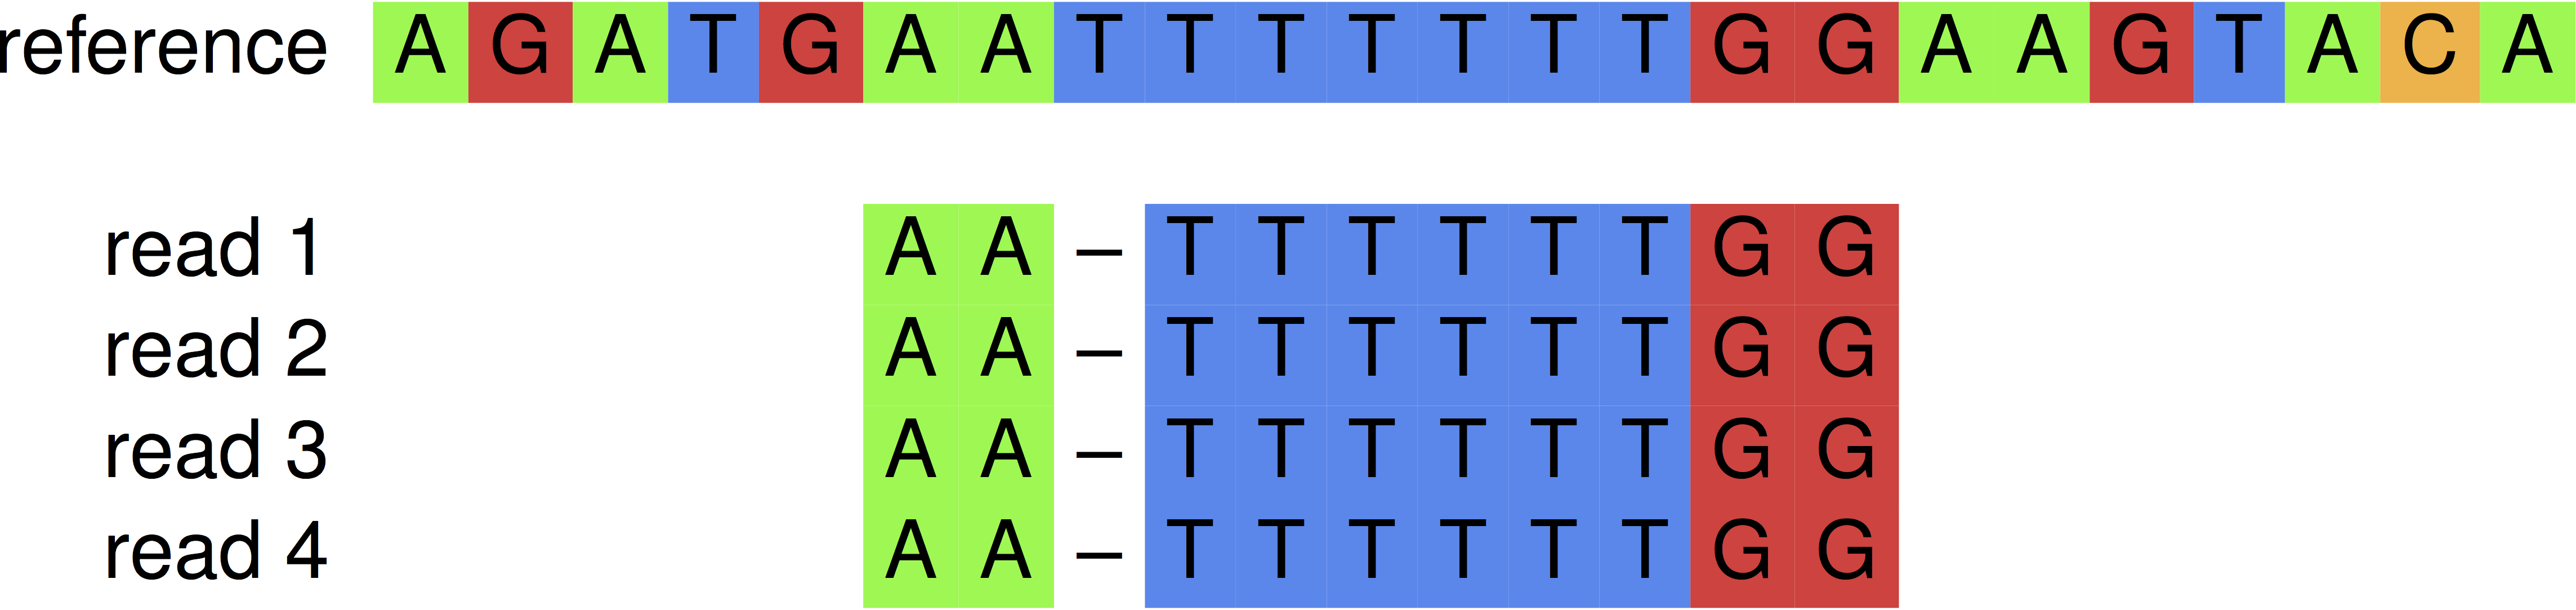 reference A G A T G A A T T T T T T T G G A A G T A C A
read 1 A A – T T T T T T G G
read 2 A A – T T T T T T G G
read 3 A A – T T T T T T G G
read 4 A A – T T T T T T G G